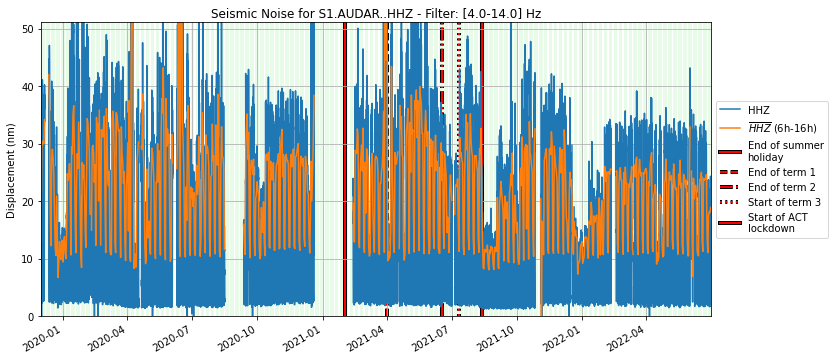 Seismic Noise for S1.AUDAR..HHZ - Filter: [4.0-14.0] Hz
Displacement (nm)
50
40
30
20
10
0
2020-01
2020-04
2020-07
2020-10
2021-01
2021-04
2021-07
2021-10
2022-01
2022-04
HHZ
HHZ (6h-16h)
End of summer
holiday
End of term 1
End of term 2
Start of term 3
Start of ACT
lockdown